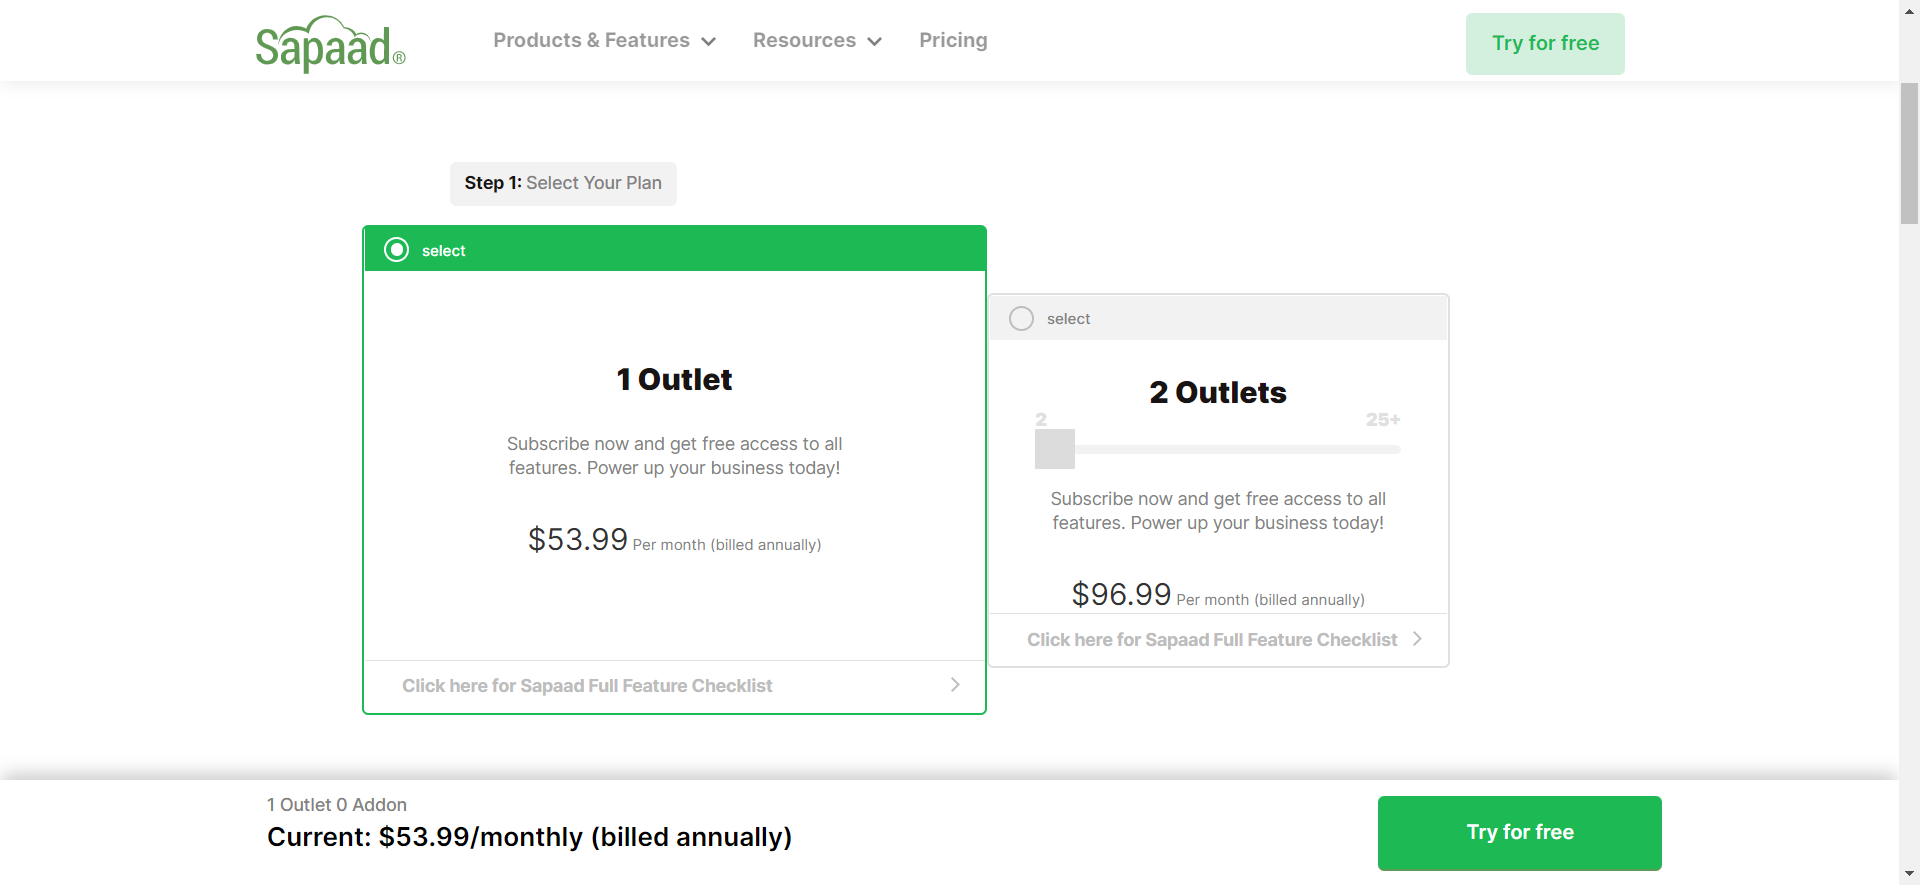 Sapaad®
Products & Features
Resources
Pricing
Try for free
Step 1: Select Your Plan
select
1 Outlet
Subscribe now and get free access to all
features. Power up your business today!
$53.99 Per month (billed annually)
Click here for Sapaad Full Feature Checklist
select
2 Outlets
2 25+
Subscribe now and get free access to all
features. Power up your business today!
$96.99 Per month (billed annually)
Click here for Sapaad Full Feature Checklist
1 Outlet 0 Addon
Current: $53.99/monthly (billed annually)
Try for free